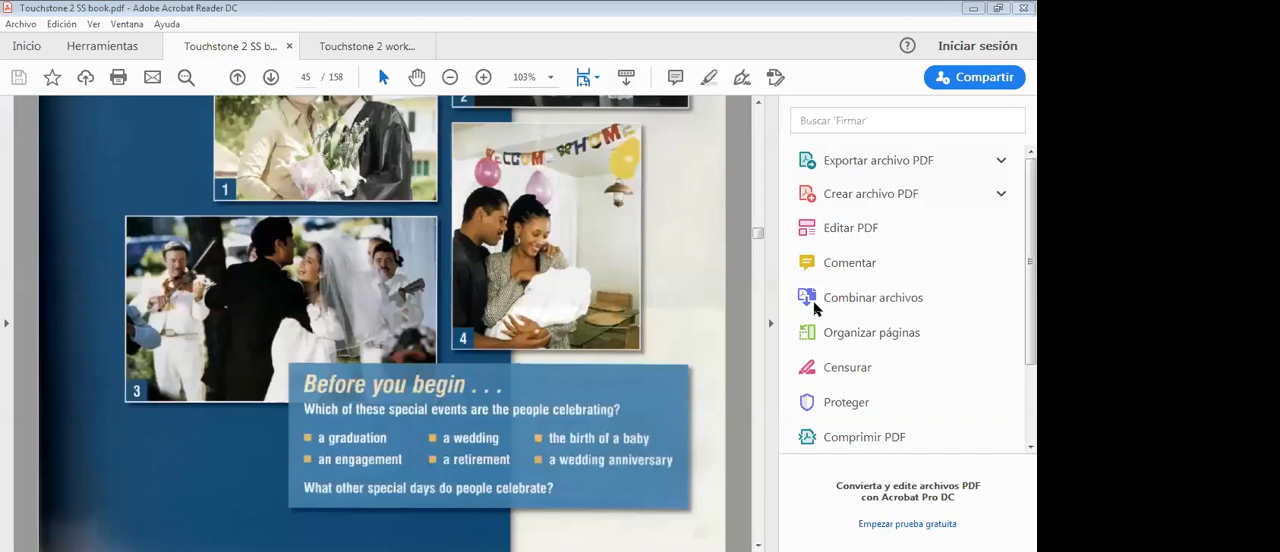 Touchstone 2 SS book.pdf - Adobe Acrobat Reader DC
Archivo Edición Ver Ventana Ayuda
Inicio Herramientas Touchstone 2 SS b... × Touchstone 2 work... ? Iniciar sesión
45 / 158 103% Compartir
Buscar 'Firmar'
Exportar archivo PDF
Crear archivo PDF
Editar PDF
Comentar
Combinar archivos
Organizar páginas
Censurar
Proteger
Comprimir PDF
Convierta y edite archivos PDF
con Acrobat Pro DC
Empezar prueba gratuita
2
1
WELCOME HOME
4
3
Before you begin . . .
Which of these special events are the people celebrating?
a graduation a wedding the birth of a baby
an engagement a retirement a wedding anniversary
What other special days do people celebrate?